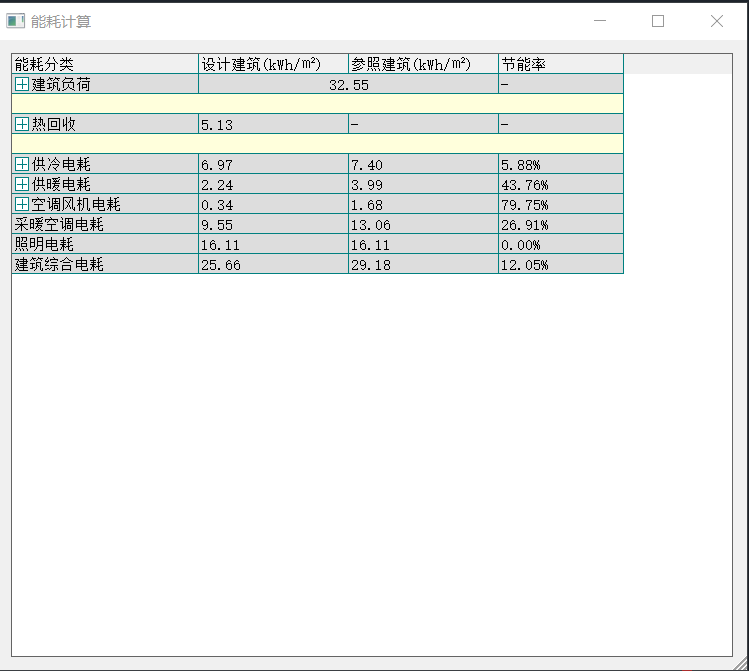 能耗计算
能耗分类 设计建筑(kWh/㎡) 参照建筑(kWh/㎡) 节能率
建筑负荷 32.55 -
热回收 5.13 - -
供冷电耗 6.97 7.40 5.88%
供暖电耗 2.24 3.99 43.76%
空调风机电耗 0.34 1.68 79.75%
采暖空调电耗 9.55 13.06 26.91%
照明电耗 16.11 16.11 0.00%
建筑综合电耗 25.66 29.18 12.05%